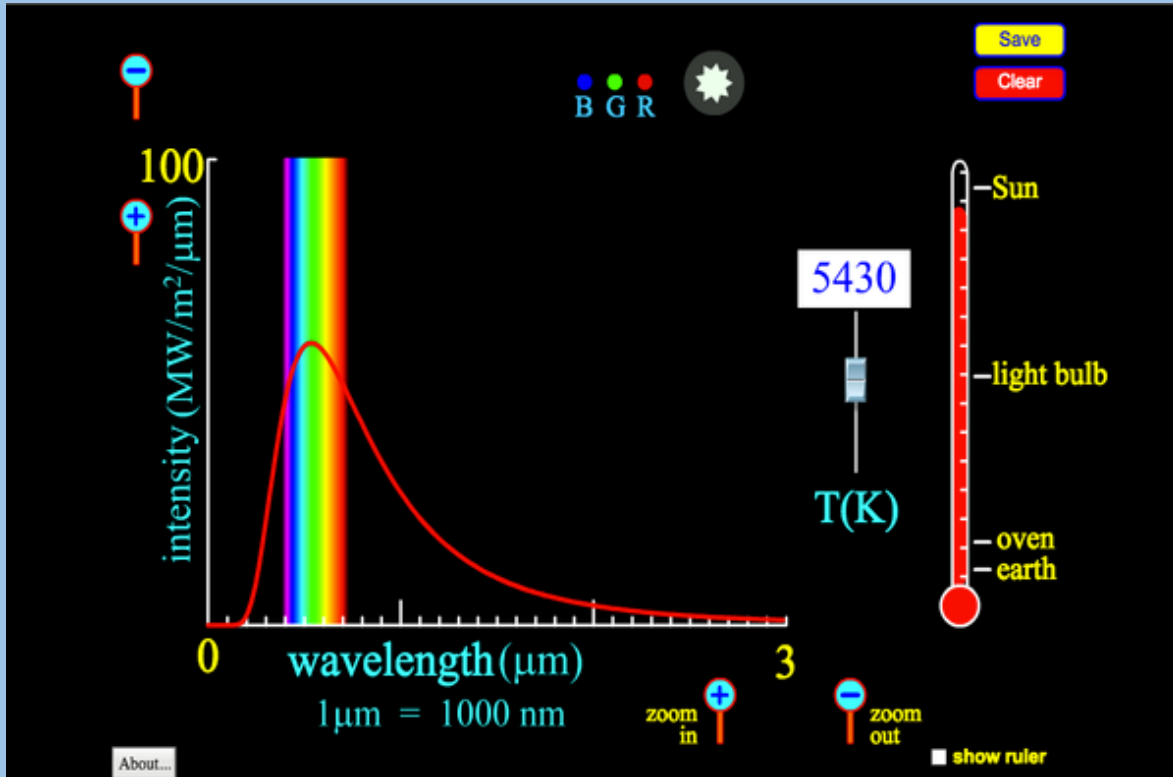 Save
Clear
B G R
100
intensity (MW/m²/μm)
Sun
5430
light bulb
T(K)
oven
earth
0
wavelength(μm)
3
1μm = 1000 nm
zoom
in
zoom
out
About...
show ruler